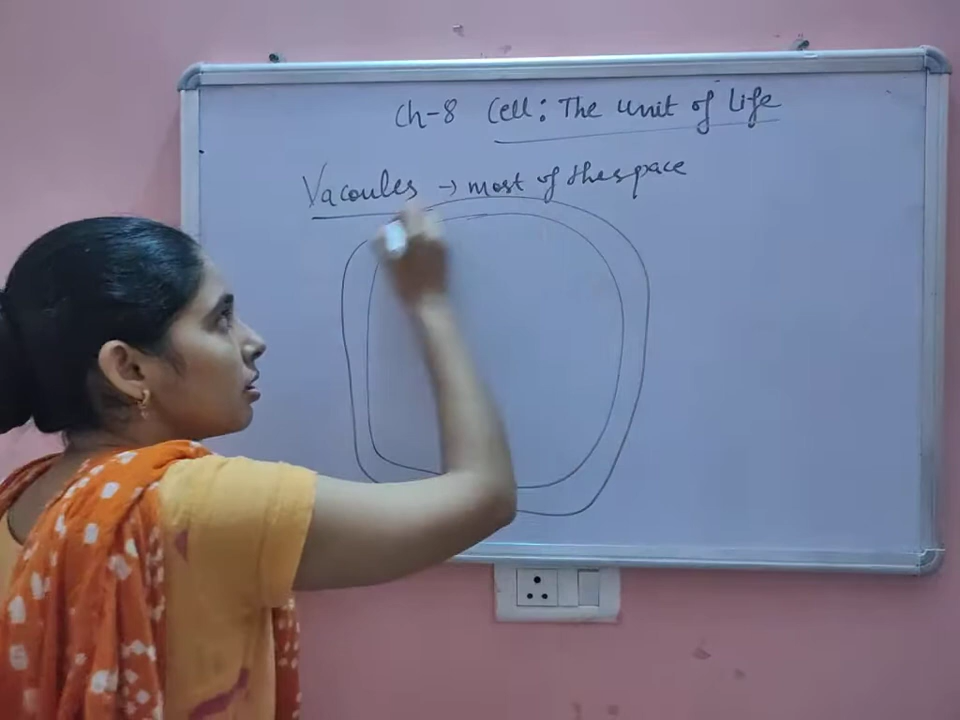 Ch-8 Cell: The unit of Life
Vacoules → most of the space